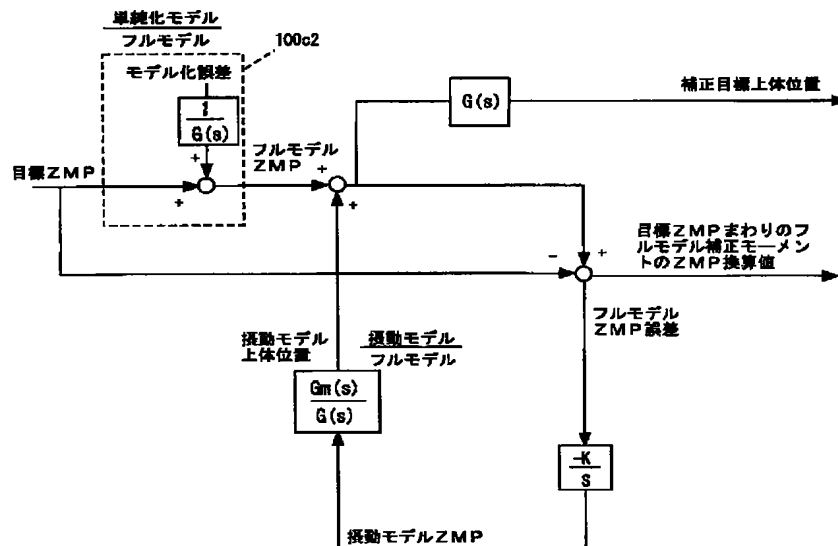 単純化モデル
フルモデル
100c2
モデル化誤差
1
G(s)
+
フルモデル
ZMP
目標ZMP
+
+
+
G(s)
補正目標上体位置
目標ZMPまわりのフ
ルモデル補正モーメン
トのZMP換算値
-
+
フルモデル
ZMP誤差
摂動モデル
上体位置
摂動モデル
フルモデル
Gm(s)
G(s)
-K
S
摂動モデルZMP